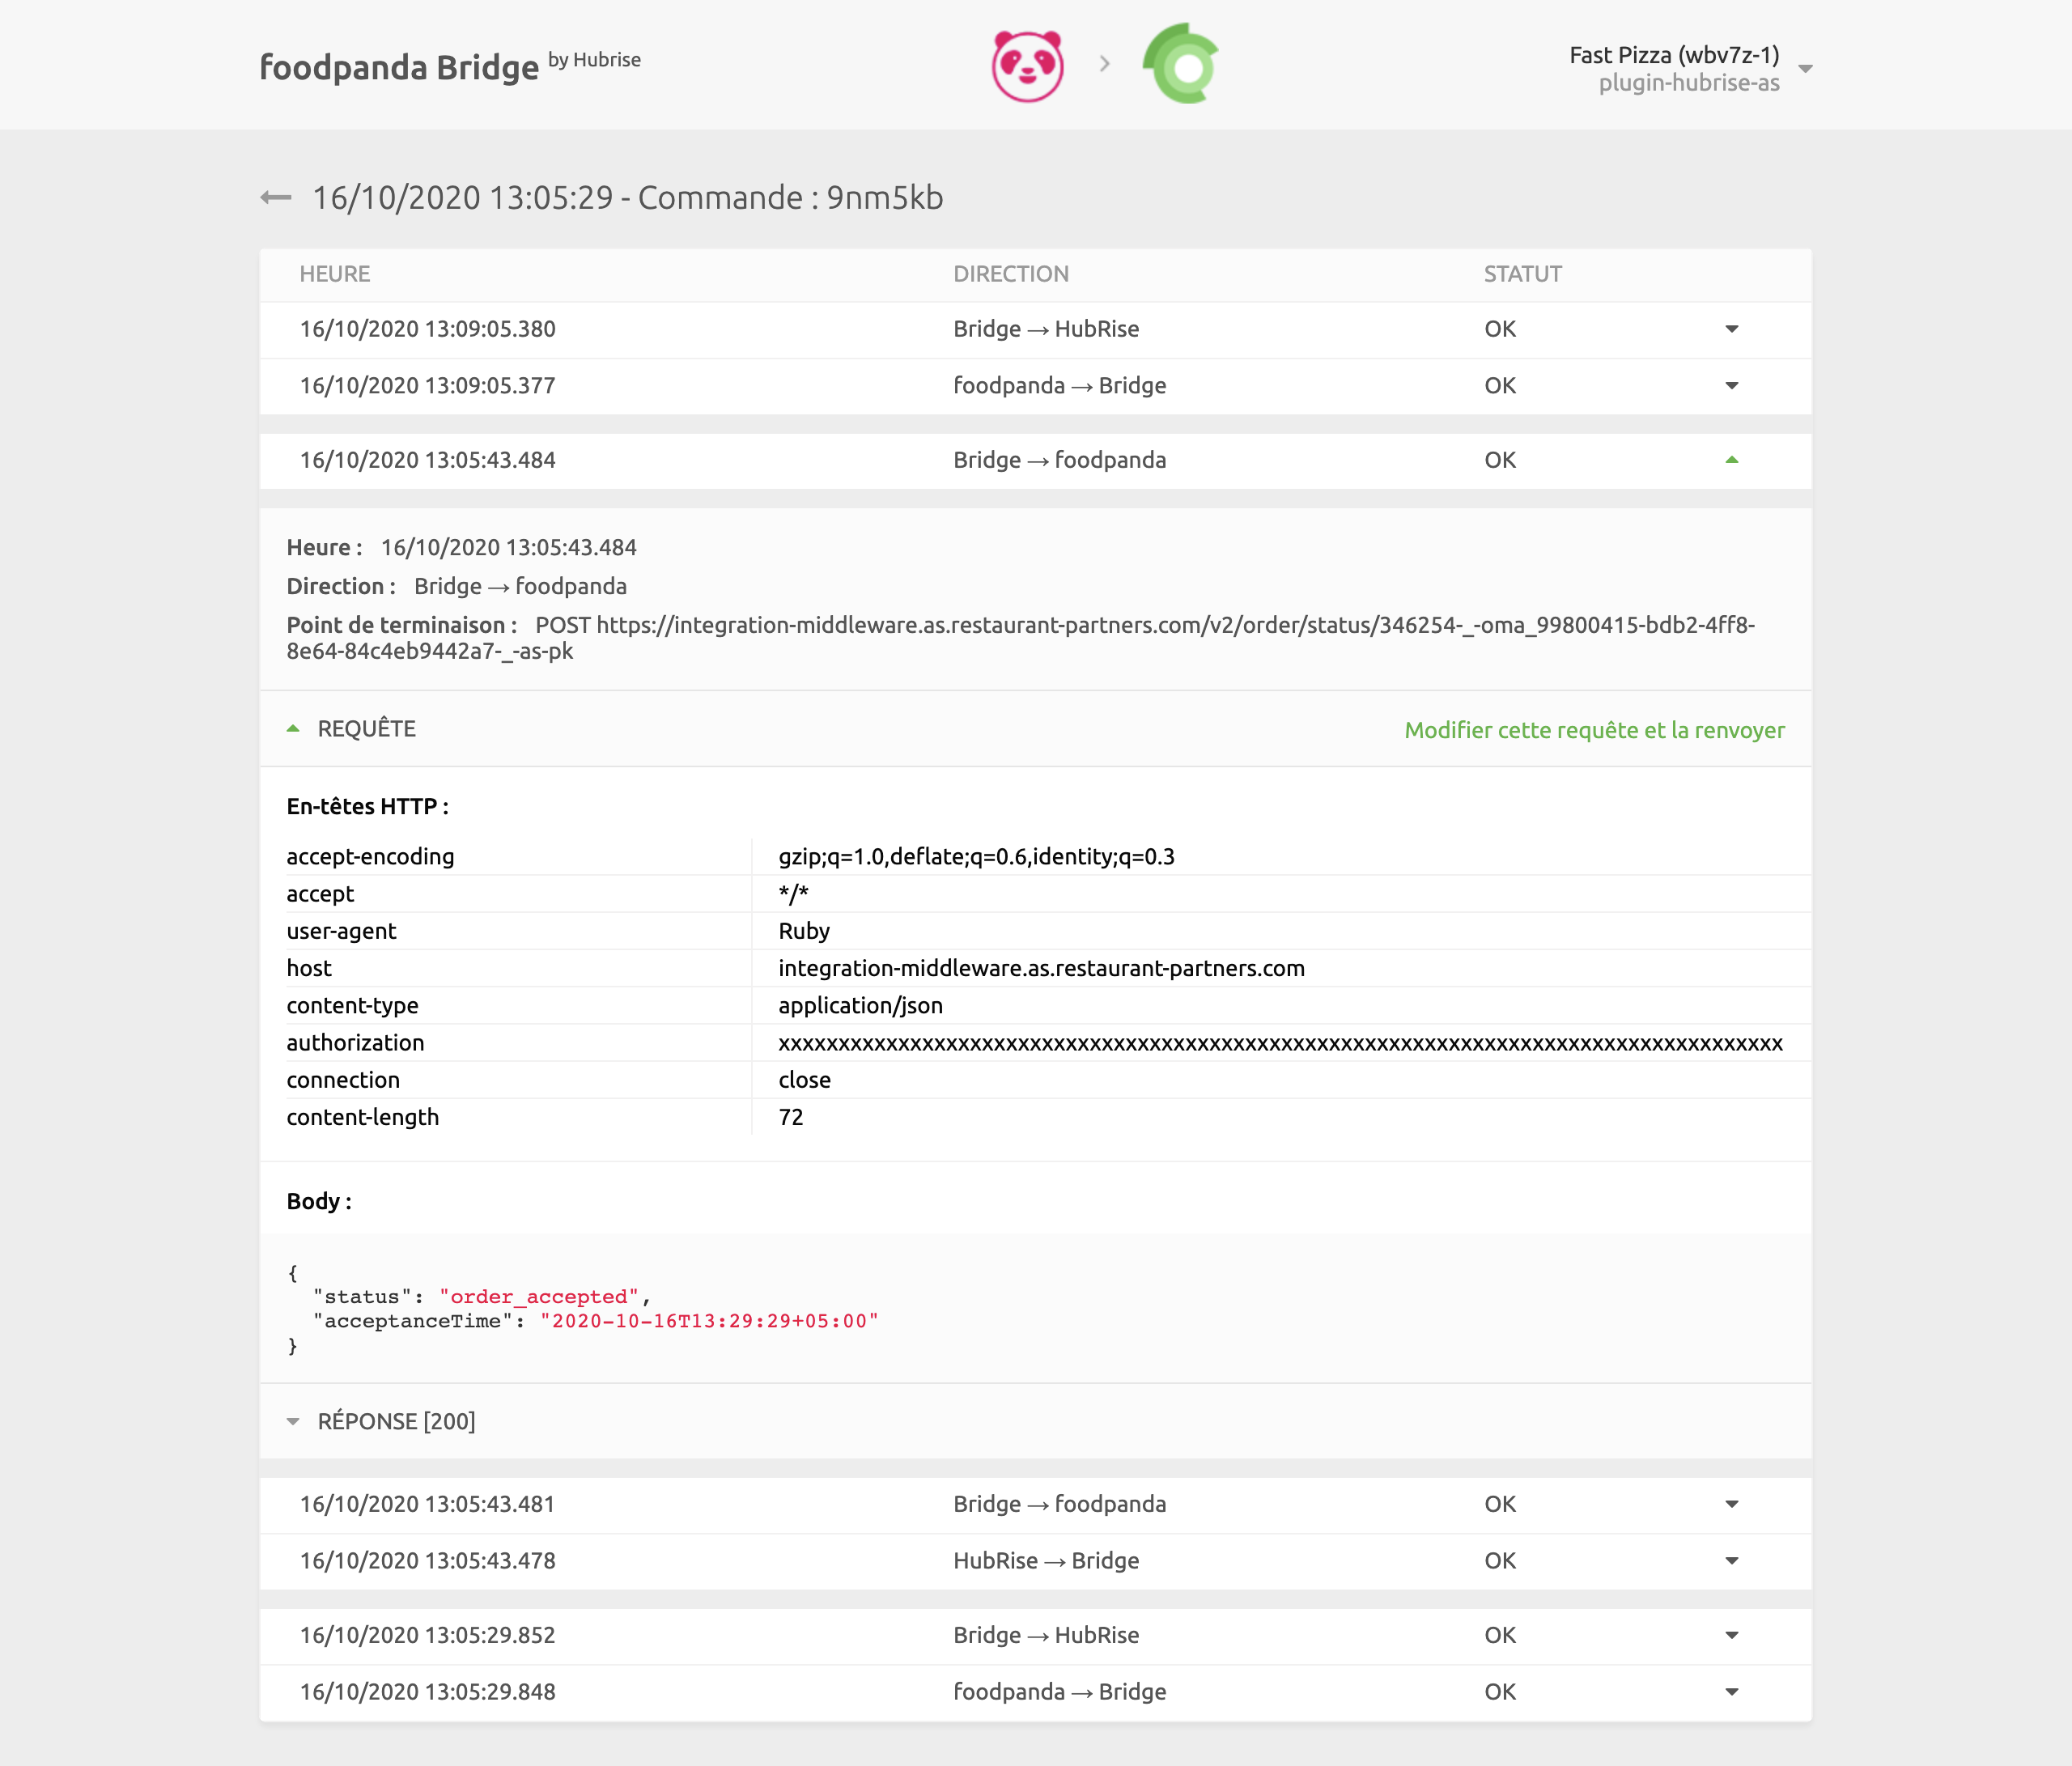 foodpanda Bridge by Hubrise
Fast Pizza (wbv7z-1)
plugin-hubrise-as
16/10/2020 13:05:29 - Commande : 9nm5kb
HEURE DIRECTION STATUT
16/10/2020 13:09:05.380 Bridge → HubRise OK
16/10/2020 13:09:05.377 foodpanda → Bridge OK
16/10/2020 13:05:43.484 Bridge → foodpanda OK
Heure : 16/10/2020 13:05:43.484
Direction : Bridge → foodpanda
Point de terminaison : POST https://integration-middleware.as.restaurant-partners.com/v2/order/status/346254-_-oma_99800415-bdb2-4ff8-
8e64-84c4eb9442a7-_-as-pk
REQUÊTE Modifier cette requête et la renvoyer
En-têtes HTTP :
accept-encoding gzip;q=1.0,deflate;q=0.6,identity;q=0.3
accept */*
user-agent Ruby
host integration-middleware.as.restaurant-partners.com
content-type application/json
authorization xxxxxxxxxxxxxxxxxxxxxxxxxxxxxxxxxxxxxxxxxxxxxxxxxxxxxxxxxxxxxxxxxxxxxxxxxxxxxxxxxxxx
connection close
content-length 72
Body :
{
"status": "order_accepted",
"acceptanceTime": "2020-10-16T13:29:29+05:00"
}
RÉPONSE [200]
16/10/2020 13:05:43.481 Bridge → foodpanda OK
16/10/2020 13:05:43.478 HubRise → Bridge OK
16/10/2020 13:05:29.852 Bridge → HubRise OK
16/10/2020 13:05:29.848 foodpanda → Bridge OK